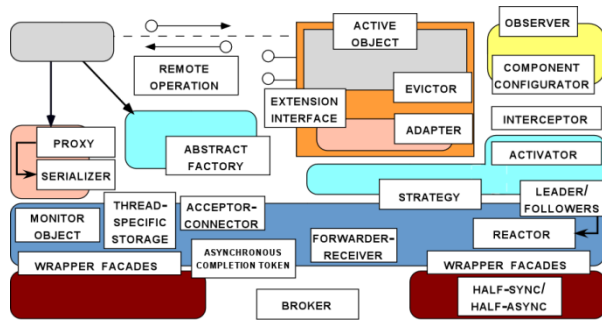 OBSERVER
ACTIVE
OBJECT
REMOTE
OPERATION
COMPONENT
CONFIGURATOR
EVICTOR
EXTENSION
INTERFACE
INTERCEPTOR
ADAPTER
PROXY
ABSTRACT
FACTORY
ACTIVATOR
SERIALIZER
STRATEGY
LEADER/
FOLLOWERS
MONITOR
OBJECT
THREAD-
SPECIFIC
STORAGE
ACCEPTOR-
CONNECTOR
REACTOR
FORWARDER-
RECEIVER
ASYNCHRONOUS
COMPLETION TOKEN
WRAPPER FACADES
WRAPPER FACADES
BROKER
HALF-SYNC/
HALF-ASYNC